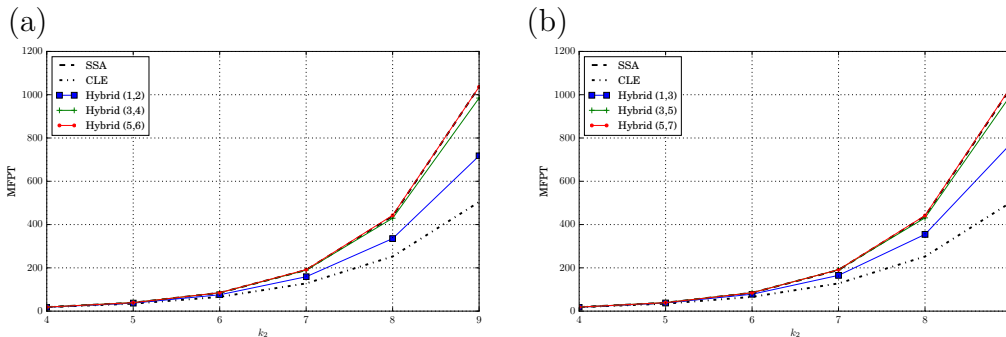 (a)
1200
1000
800
600
400
200
0
MFPT
4 5 6 7 8 9
k2
SSA
CLE
Hybrid (1,2)
Hybrid (3,4)
Hybrid (5,6)
(b)
1200
1000
800
600
400
200
0
MFPT
4 5 6 7 8
k2
SSA
CLE
Hybrid (1,3)
Hybrid (3,5)
Hybrid (5,7)